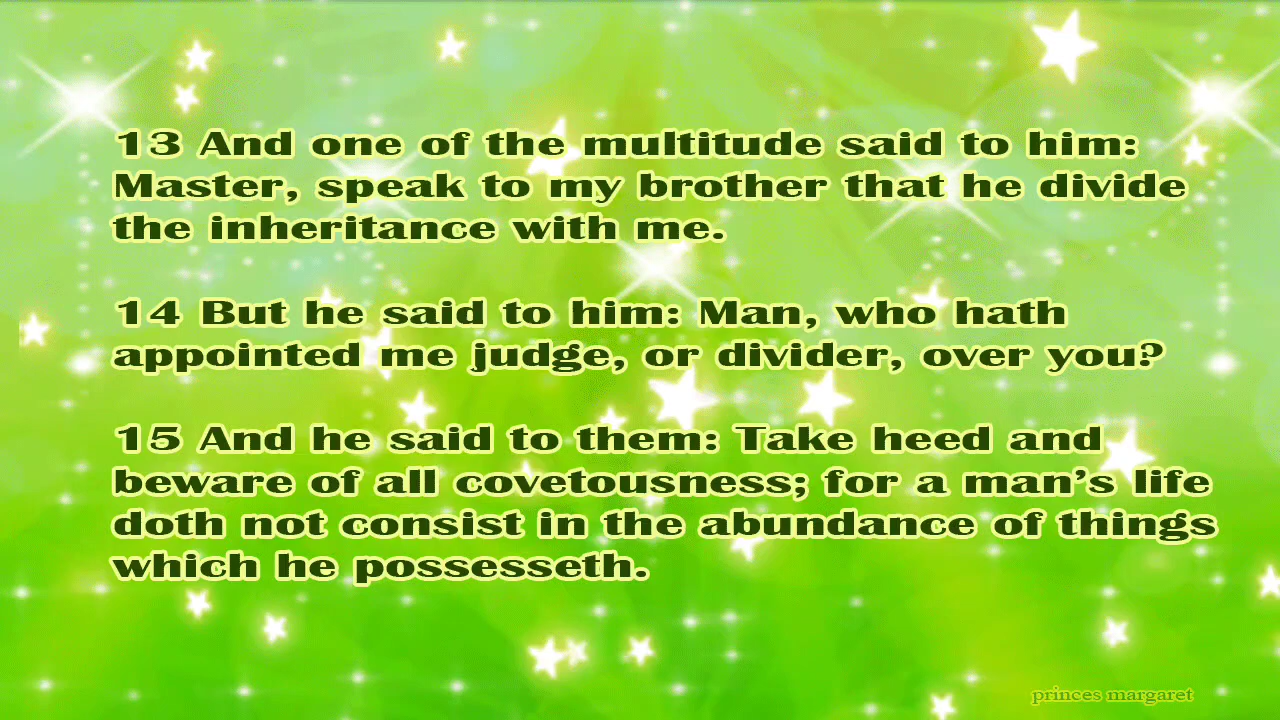 13 And one of the multitude said to him:
Master, speak to my brother that he divide
the inheritance with me.
14 But he said to him: Man, who hath
appointed me judge, or divider, over you?
15 And he said to them: Take heed and
beware of all covetousness; for a man’s life
doth not consist in the abundance of things
which he possesseth.
princes margaret